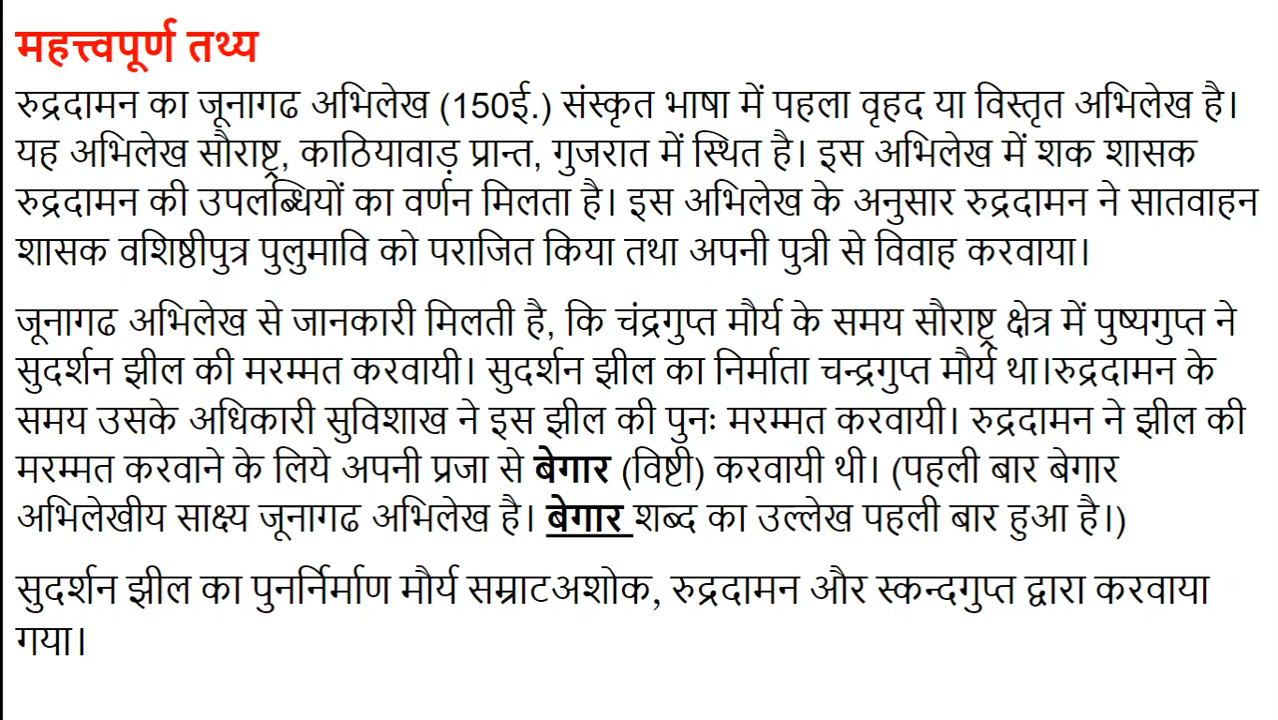 महत्त्वपूर्ण तथ्य
रुद्रदामन का जूनागढ अभिलेख (150ई.) संस्कृत भाषा में पहला वृहद या विस्तृत अभिलेख है।
यह अभिलेख सौराष्ट्र, काठियावाड़ प्रान्त, गुजरात में स्थित है। इस अभिलेख में शक शासक
रुद्रदामन की उपलब्धियों का वर्णन मिलता है। इस अभिलेख के अनुसार रुद्रदामन ने सातवाहन
शासक वशिष्ठीपुत्र पुलुमावि को पराजित किया तथा अपनी पुत्री से विवाह करवाया।
जूनागढ अभिलेख से जानकारी मिलती है, कि चंद्रगुप्त मौर्य के समय सौराष्ट्र क्षेत्र में पुष्यगुप्त ने
सुदर्शन झील की मरम्मत करवायी। सुदर्शन झील का निर्माता चन्द्रगुप्त मौर्य था।रुद्रदामन के
समय उसके अधिकारी सुविशाख ने इस झील की पुनः मरम्मत करवायी। रुद्रदामन ने झील की
मरम्मत करवाने के लिये अपनी प्रजा से बेगार (विष्टी) करवायी थी। (पहली बार बेगार
अभिलेखीय साक्ष्य जूनागढ अभिलेख है। बेगार शब्द का उल्लेख पहली बार हुआ है।)
सुदर्शन झील का पुनर्निर्माण मौर्य सम्राटअशोक, रुद्रदामन और स्कन्दगुप्त द्वारा करवाया
गया।